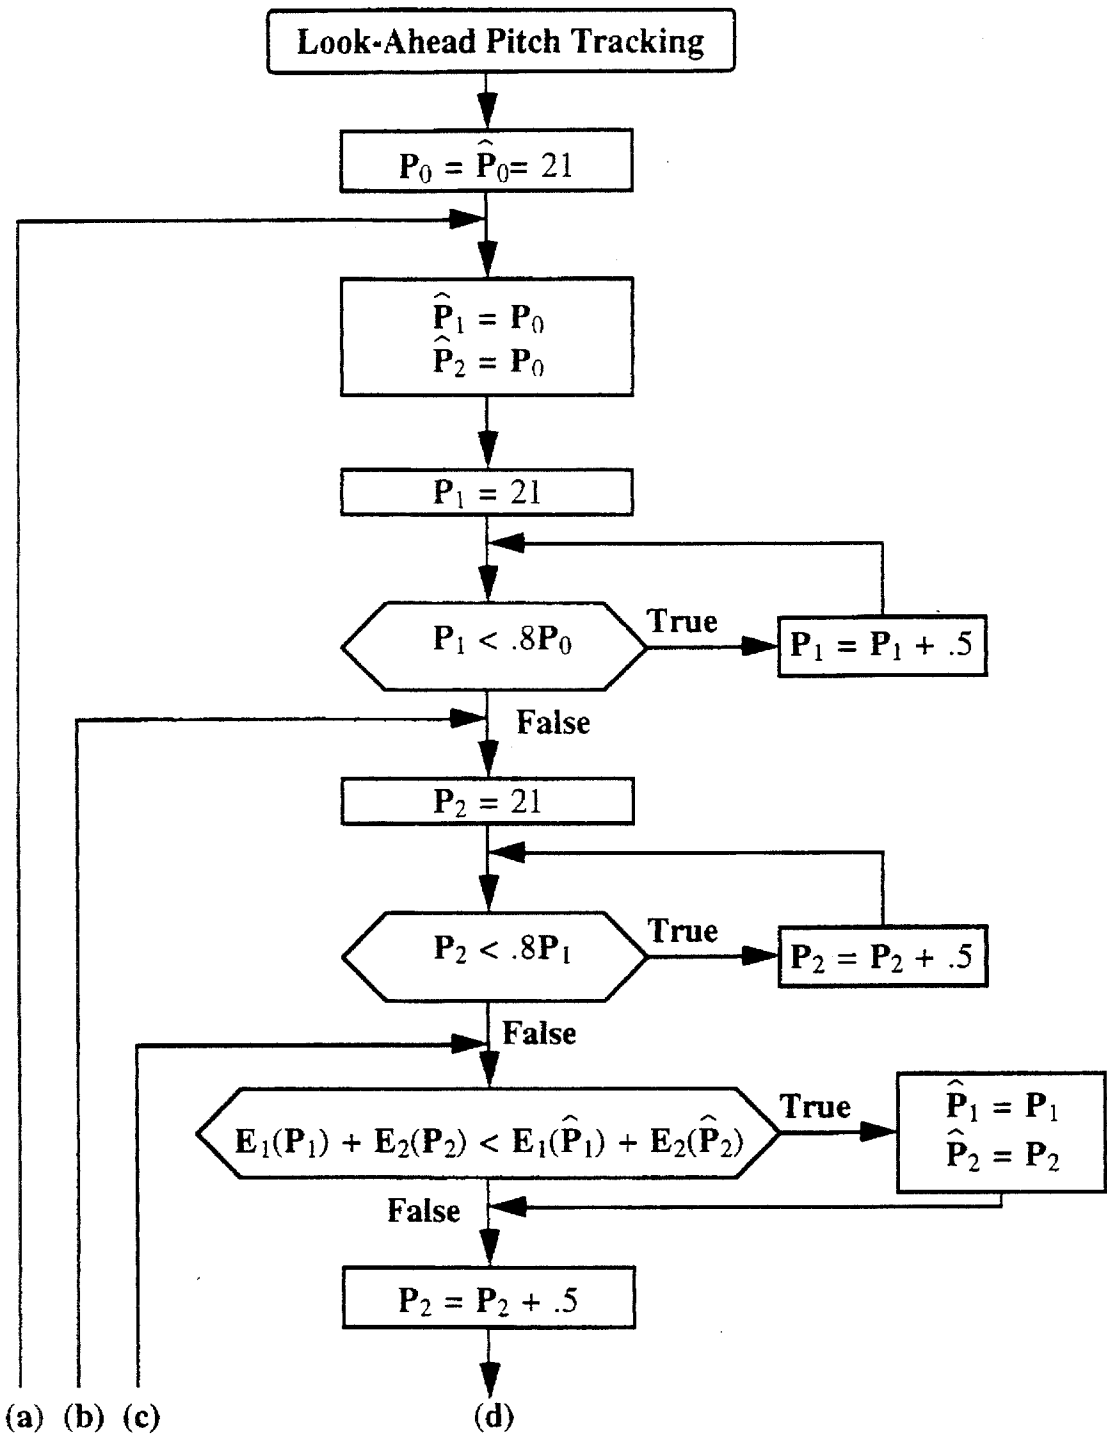 Look-Ahead Pitch Tracking
P₀ = P̂₀= 21
P̂₁ = P₀
P̂₂ = P₀
P₁ = 21
P₁ < .8P₀
True
P₁ = P₁ + .5
False
P₂ = 21
P₂ < .8P₁
True
P₂ = P₂ + .5
False
E₁(P₁) + E₂(P₂) < E₁(P̂₁) + E₂(P̂₂)
True
P̂₁ = P₁
P̂₂ = P₂
False
P₂ = P₂ + .5
(a) (b) (c) (d)